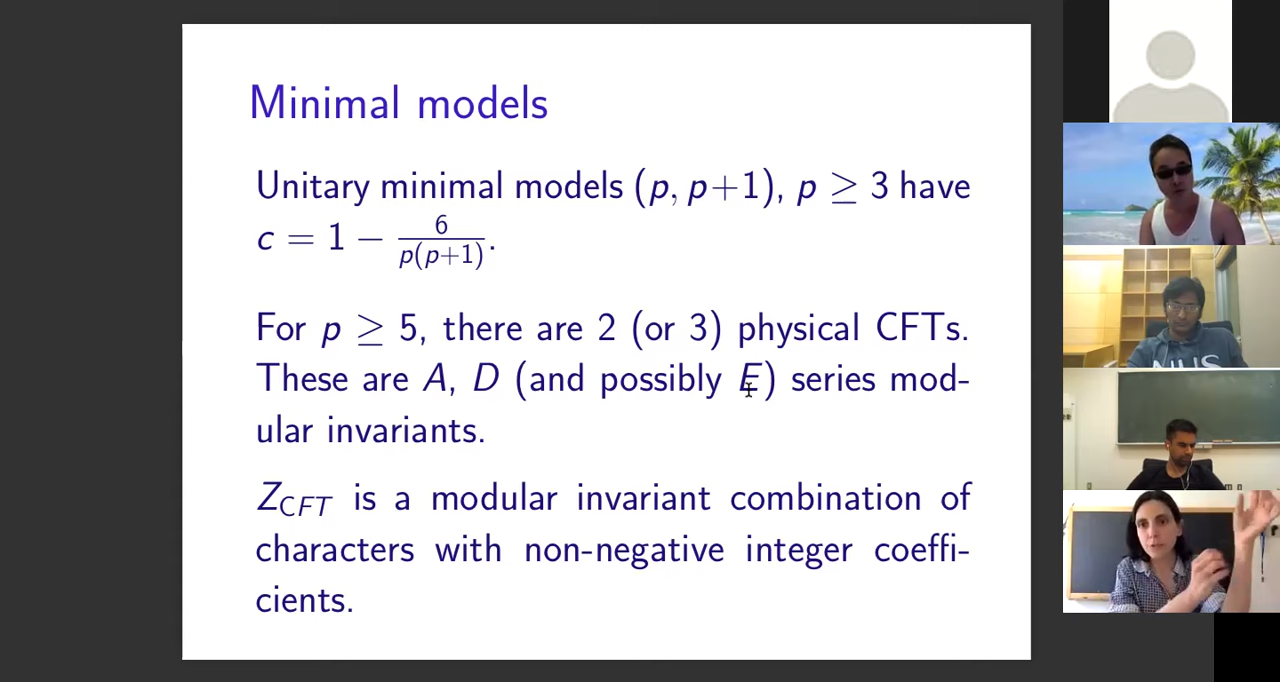 Minimal models
Unitary minimal models (p, p+1), p ≥ 3 have
c = 1 − 6/p(p+1).
For p ≥ 5, there are 2 (or 3) physical CFTs.
These are A, D (and possibly E) series mod-
ular invariants.
Z_CFT is a modular invariant combination of
characters with non-negative integer coeffi-
cients.
NUS